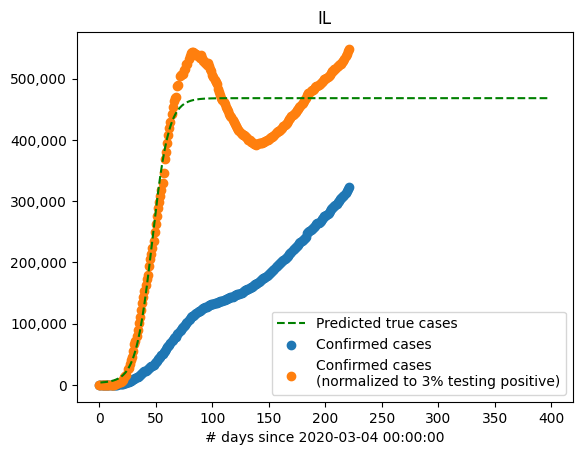 IL
500,000
400,000
300,000
200,000
100,000
0
Predicted true cases
Confirmed cases
Confirmed cases
(normalized to 3% testing positive)
0 50 100 150 200 250 300 350 400
# days since 2020-03-04 00:00:00